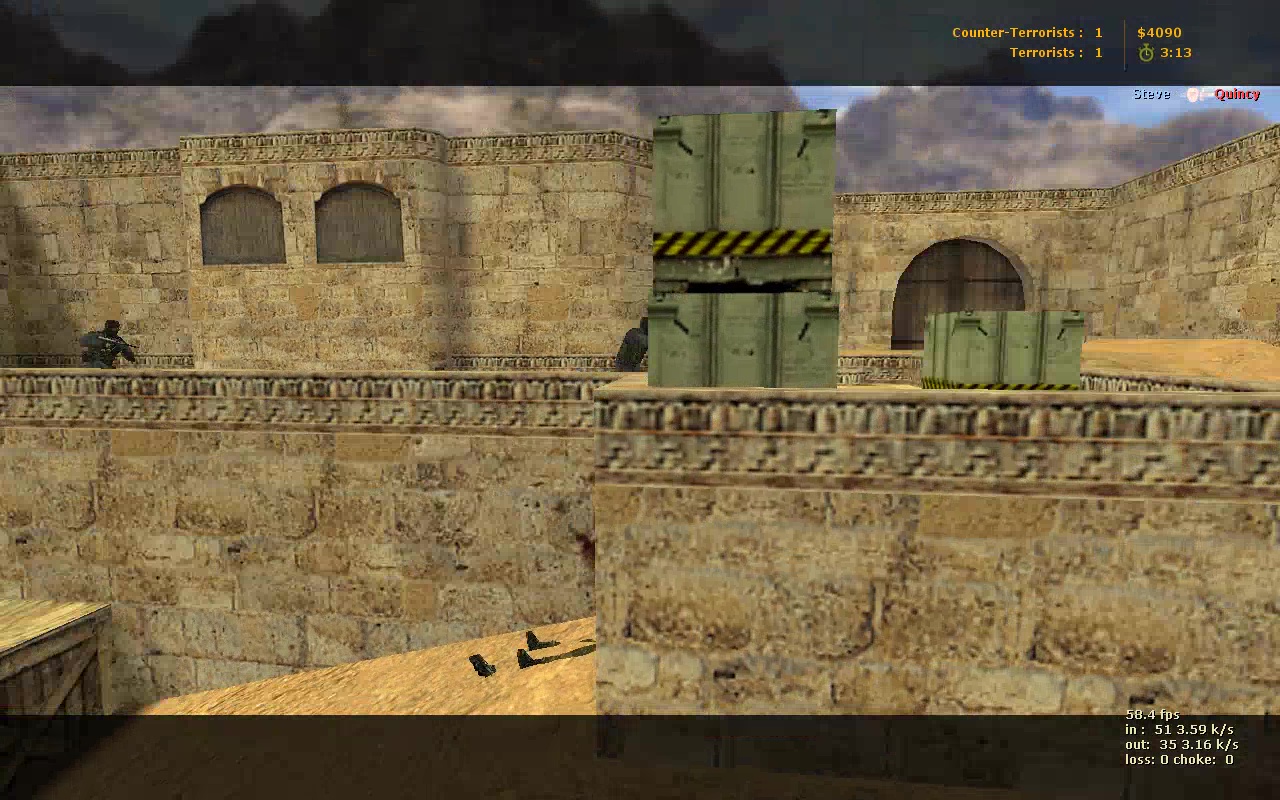 Counter-Terrorists : 1 $4090
Terrorists : 1 3:13
Steve Quincy
58.4 fps
in : 51 3.59 k/s
out: 35 3.16 k/s
loss: 0 choke: 0